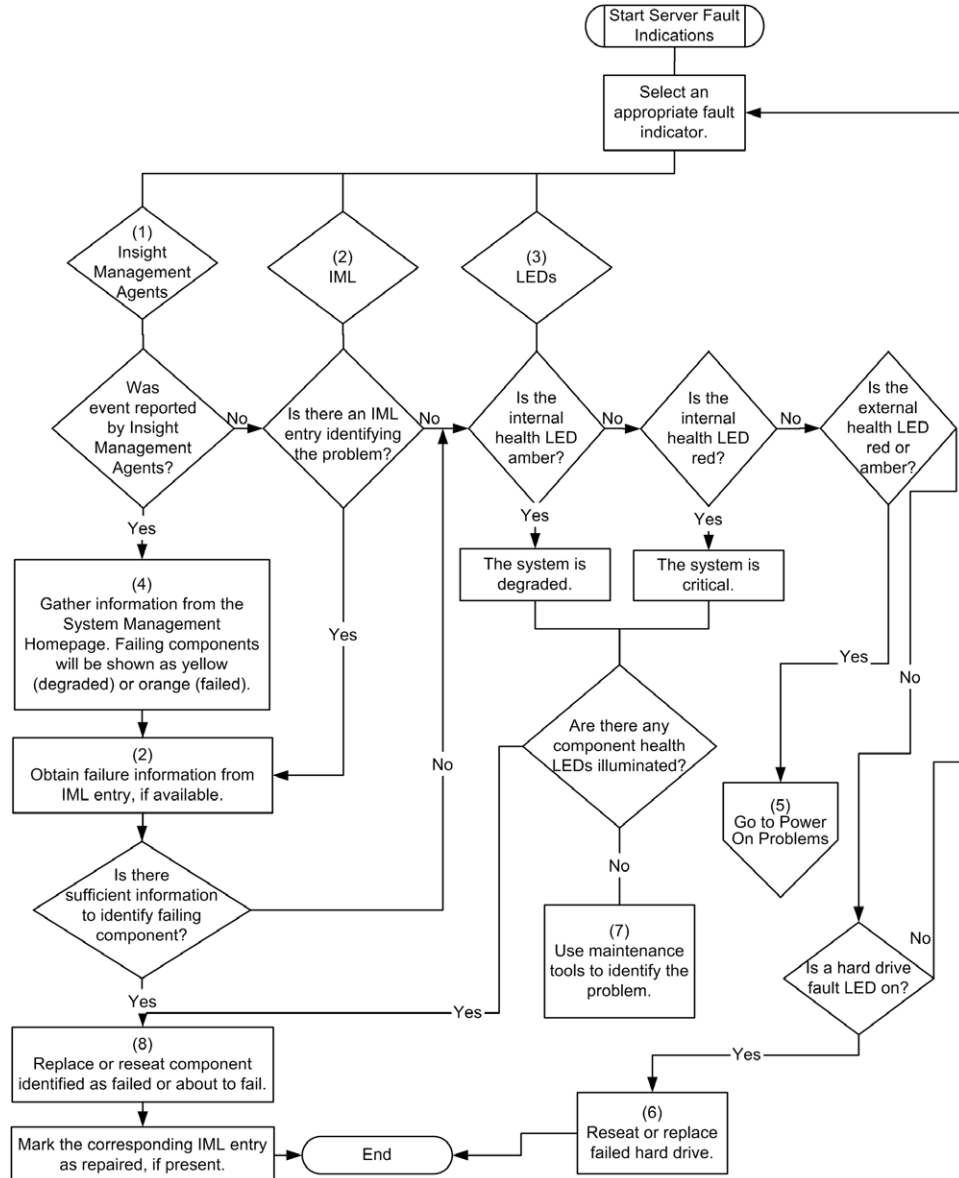 Start Server Fault
Indications
Select an
appropriate fault
indicator.
(1)
Insight
Management
Agents
(2)
IML
(3)
LEDs
Was
event reported
by Insight
Management
Agents?
No
Is there an IML
entry identifying
the problem?
No
Is the
internal
health LED
amber?
No
Is the
internal
health LED
red?
No
Is the
external
health LED
red or
amber?
Yes
Yes
Yes
The system is
degraded.
The system is
critical.
(4)
Gather information from the
System Management
Homepage. Failing components
will be shown as yellow
(degraded) or orange (failed).
Yes
Yes
No
Are there any
component health
LEDs illuminated?
No
(2)
Obtain failure information from
IML entry, if available.
(5)
Go to Power
On Problems
No
Is there
sufficient information
to identify failing
component?
(7)
Use maintenance
tools to identify the
problem.
No
Is a hard drive
fault LED on?
Yes
Yes
Yes
(8)
Replace or reseat component
identified as failed or about to fail.
(6)
Reseat or replace
failed hard drive.
Mark the corresponding IML entry
as repaired, if present.
End